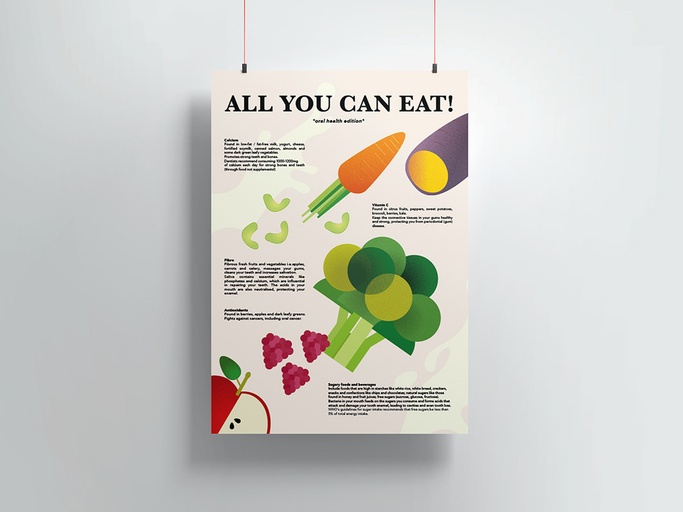 ALL YOU CAN EAT!
"oral health edition"
Calcium
Found in low-fat / fat-free milk, yogurt, cheese,
fortified soymilk, canned salmon, almonds and
some dark green leafy vegetables.
Promotes strong teeth and bones.
Dentists recommend consuming 1000-1200mg
of calcium each day for strong bones and teeth
(through food not supplements)
Vitamin C
Found in citrus fruits, peppers, sweet potatoes,
broccoli, berries, kale.
Keep the connective tissues in your gums healthy
and strong, protecting you from periodontal (gum)
disease.
Fibre
Fibrous fresh fruits and vegetables i.e apples,
carrots and celery, massages your gums,
cleans your teeth and increases salivation.
Saliva contains essential minerals like
phosphates and calcium, which are influential
in repairing your teeth. The acids in your
mouth are also neutralised, protecting your
enamel.
Antioxidants
Found in berries, apples and dark leafy greens
Fights against cancers, including oral cancer.
Sugary foods and beverages
Include foods that are high in starches like white rice, white bread, crackers,
snacks and confections like chips and chocolates; natural sugars like those
found in honey and fruit juices; free sugars (sucrose, glucose, fructose).
Bacteria in your mouth feeds on the sugars you consume and forms acids that
attack and damage your tooth enamel, leading to cavities and even tooth loss.
WHO's guidelines for sugar intake recommends that free sugars be less than
5% of total energy intake.